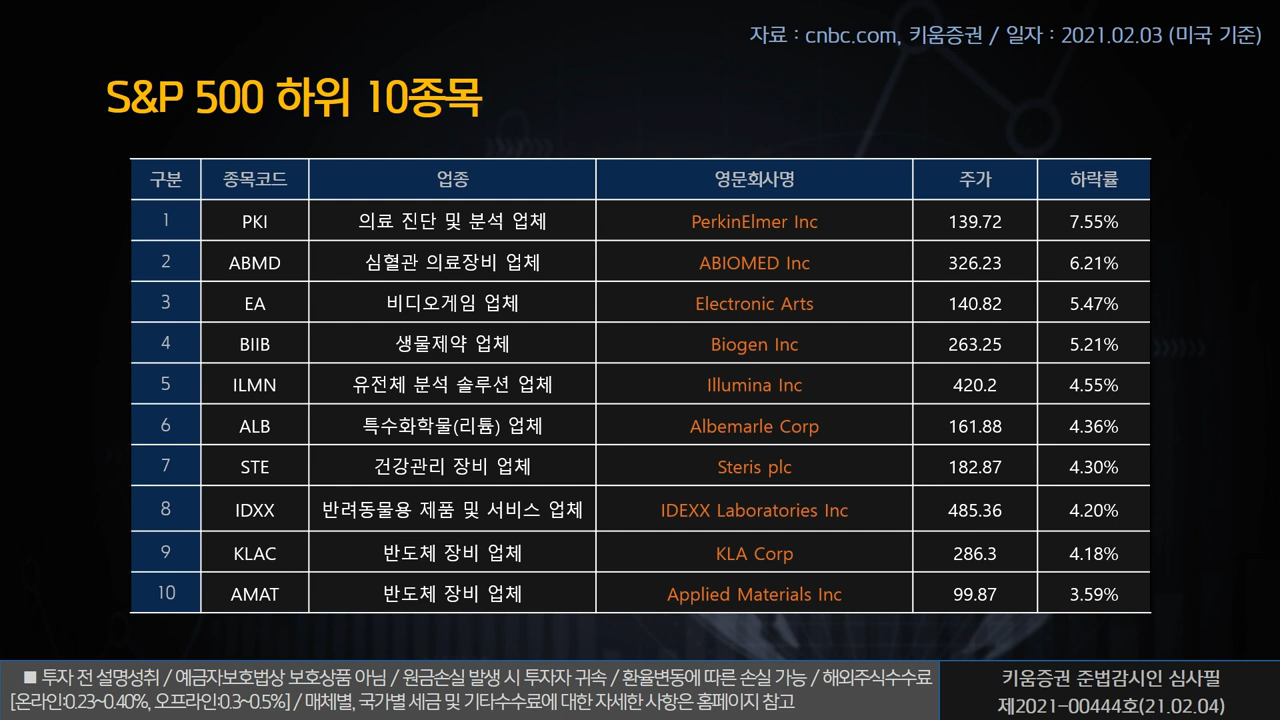 자료 : cnbc.com, 키움증권 / 일자 : 2021.02.03 (미국 기준)
S&P 500 하위 10종목
구분 종목코드 업종 영문회사명 주가 하락률
1 PKI 의료 진단 및 분석 업체 PerkinElmer Inc 139.72 7.55%
2 ABMD 심혈관 의료장비 업체 ABIOMED Inc 326.23 6.21%
3 EA 비디오게임 업체 Electronic Arts 140.82 5.47%
4 BIIB 생물제약 업체 Biogen Inc 263.25 5.21%
5 ILMN 유전체 분석 솔루션 업체 Illumina Inc 420.2 4.55%
6 ALB 특수화학물(리튬) 업체 Albemarle Corp 161.88 4.36%
7 STE 건강관리 장비 업체 Steris plc 182.87 4.30%
8 IDXX 반려동물용 제품 및 서비스 업체 IDEXX Laboratories Inc 485.36 4.20%
9 KLAC 반도체 장비 업체 KLA Corp 286.3 4.18%
10 AMAT 반도체 장비 업체 Applied Materials Inc 99.87 3.59%
■ 투자 전 설명성취 / 예금자보호법상 보호상품 아님 / 원금손실 발생 시 투자자 귀속 / 환율변동에 따른 손실 가능 / 해외주식수수료
[온라인:0.23~0.40%, 오프라인:0.3~0.5%] / 매체별, 국가별 세금 및 기타수수료에 대한 자세한 사항은 홈페이지 참고
키움증권 준법감시인 심사필
제2021-00444호(21.02.04)